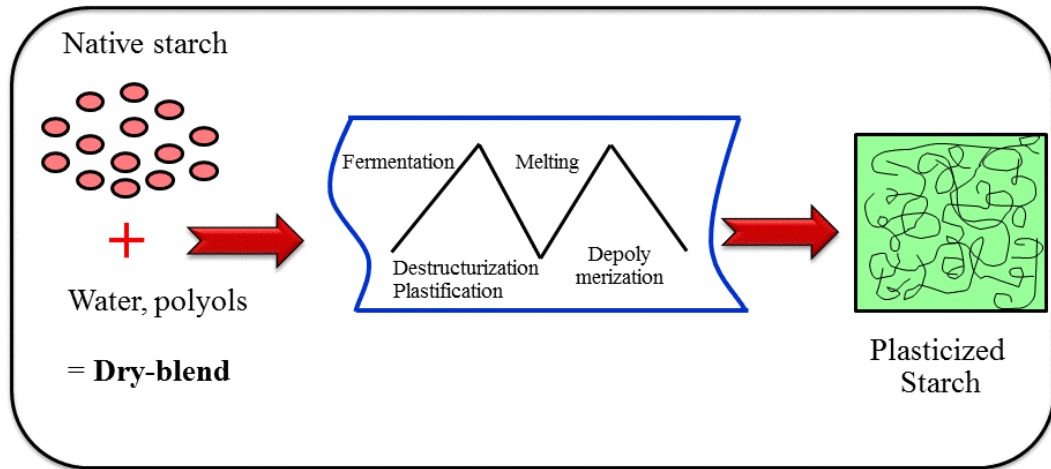 Native starch
+
Water, polyols
= Dry-blend
Fermentation
Melting
Destructurization
Plastification
Depoly
merization
Plasticized
Starch